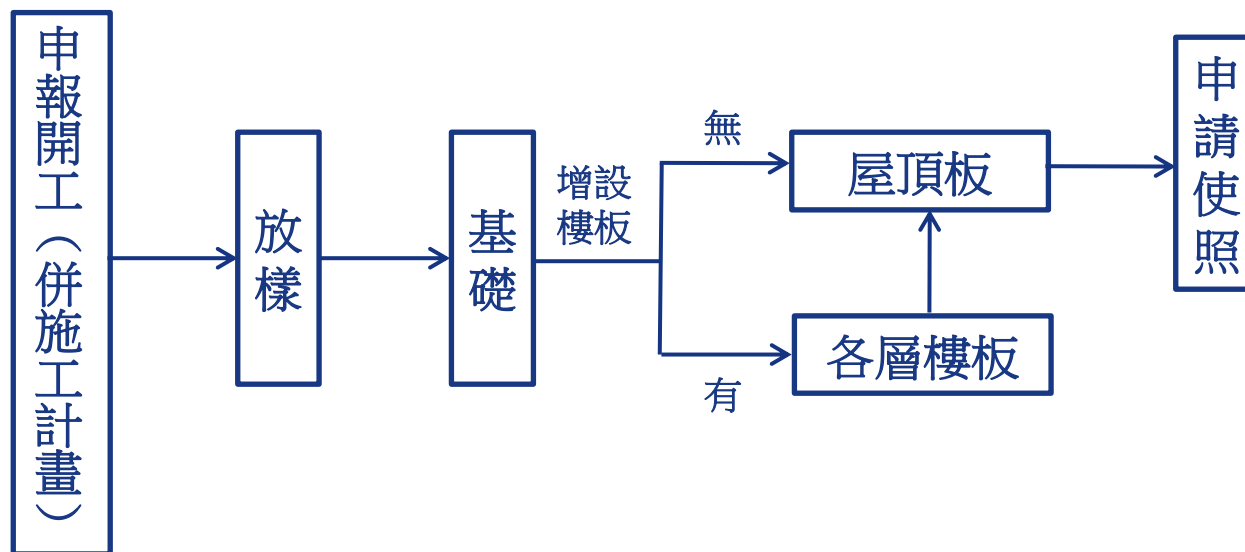 申報開工（併施工計畫）
放樣
基礎
增設
樓板
無
有
屋頂板
各層樓板
申請使照